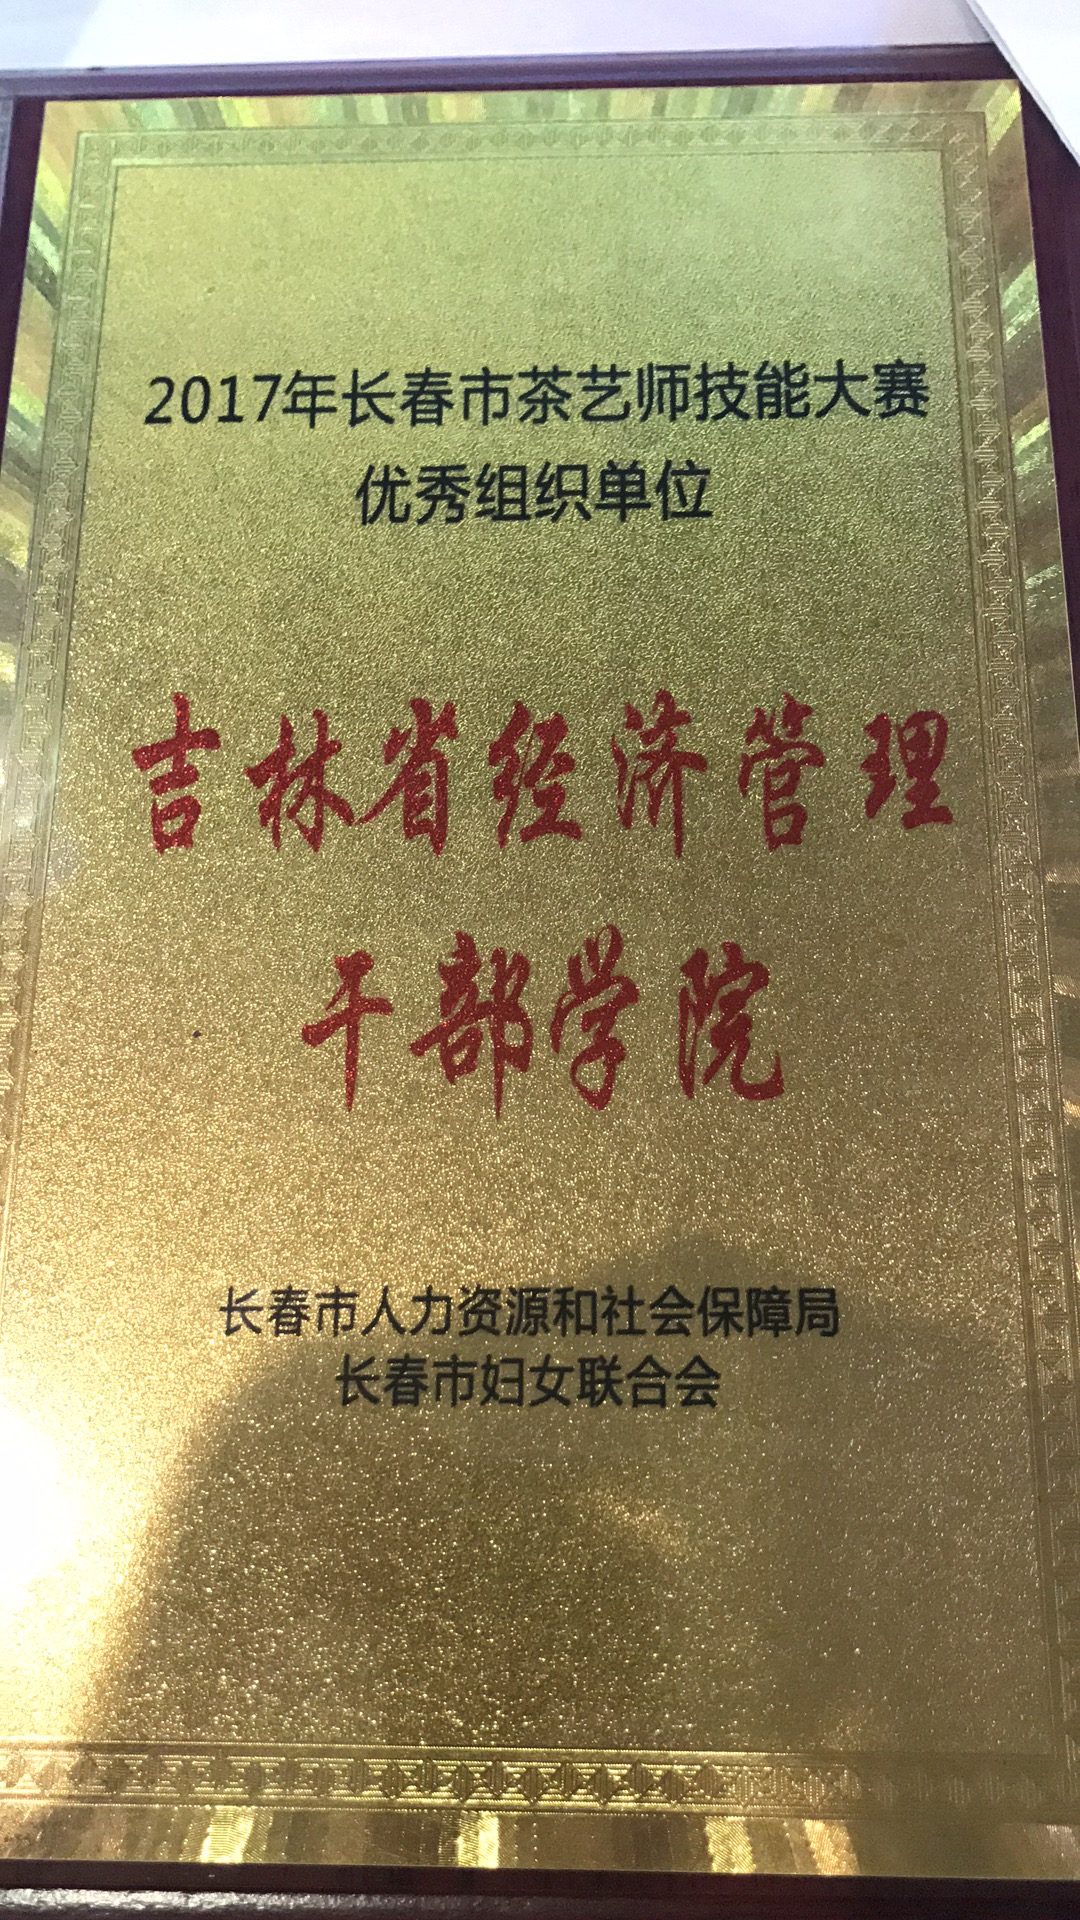 2017年长春市茶艺师技能大赛
优秀组织单位
吉林省经济管理
干部学院
长春市人力资源和社会保障局
长春市妇女联合会